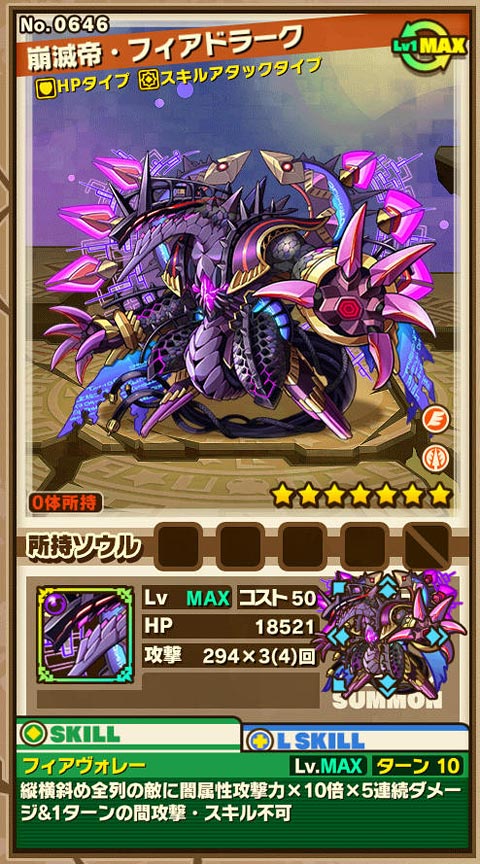 No.0646
崩滅帝・フィアドラーク
Lv1 MAX
HPタイプ スキルアタックタイプ
E
0体所持
所持ソウル
Lv MAX コスト 50
HP 18521
攻撃 294×3(4)回
SUMMON
SKILL
L SKILL
フィアヴォレー Lv.MAX ターン 10
縦横斜め全列の敵に闇属性攻撃力×10倍×5連続ダメー
ジ&1ターンの間攻撃・スキル不可